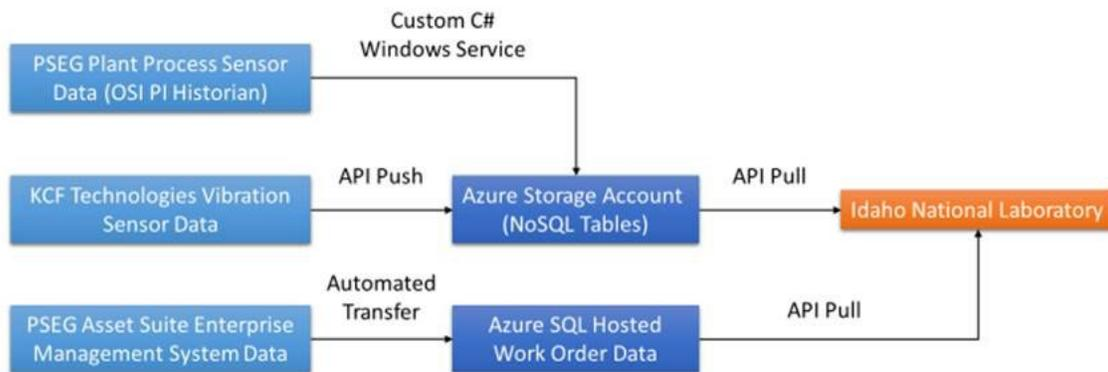 Custom C#
Windows Service
PSEG Plant Process Sensor
Data (OSI PI Historian)
API Push
API Pull
KCF Technologies Vibration
Sensor Data
Azure Storage Account
(NoSQL Tables)
Idaho National Laboratory
Automated
Transfer
API Pull
PSEG Asset Suite Enterprise
Management System Data
Azure SQL Hosted
Work Order Data